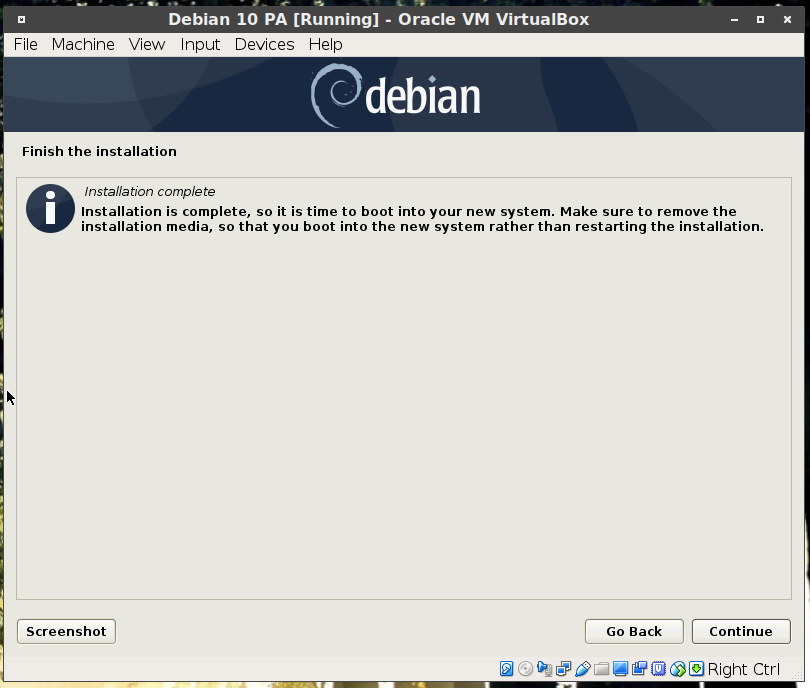 Debian 10 PA [Running] - Oracle VM VirtualBox
File Machine View Input Devices Help
debian
Finish the installation
Installation complete
Installation is complete, so it is time to boot into your new system. Make sure to remove the
installation media, so that you boot into the new system rather than restarting the installation.
Screenshot Go Back Continue
Right Ctrl